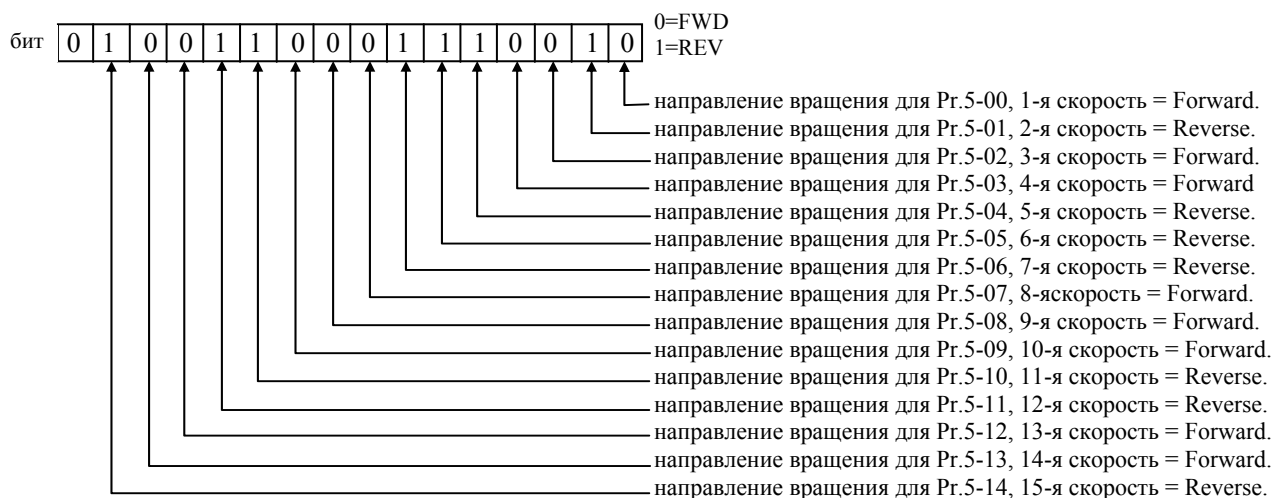 0=FWD
бит 0 1 0 0 1 1 0 0 0 1 1 1 0 0 1 0 1=REV
направление вращения для Pr.5-00, 1-я скорость = Forward.
направление вращения для Pr.5-01, 2-я скорость = Reverse.
направление вращения для Pr.5-02, 3-я скорость = Forward.
направление вращения для Pr.5-03, 4-я скорость = Forward
направление вращения для Pr.5-04, 5-я скорость = Reverse.
направление вращения для Pr.5-05, 6-я скорость = Reverse.
направление вращения для Pr.5-06, 7-я скорость = Reverse.
направление вращения для Pr.5-07, 8-яскорость = Forward.
направление вращения для Pr.5-08, 9-я скорость = Forward.
направление вращения для Pr.5-09, 10-я скорость = Forward.
направление вращения для Pr.5-10, 11-я скорость = Reverse.
направление вращения для Pr.5-11, 12-я скорость = Reverse.
направление вращения для Pr.5-12, 13-я скорость = Forward.
направление вращения для Pr.5-13, 14-я скорость = Forward.
направление вращения для Pr.5-14, 15-я скорость = Reverse.